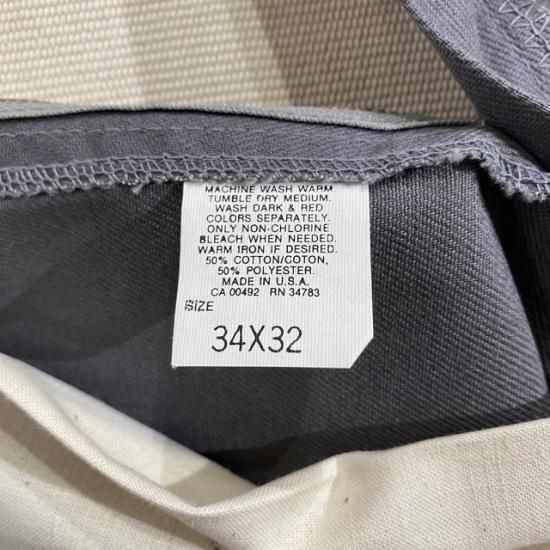 MACHINE WASH WARM
TUMBLE DRY MEDIUM.
WASH DARK & RED
COLORS SEPARATELY.
ONLY NON-CHLORINE
BLEACH WHEN NEEDED.
WARM IRON IF DESIRED.
50% COTTON/COTON,
50% POLYESTER.
MADE IN U.S.A.
CA 00492 RN 34783
SIZE
34X32